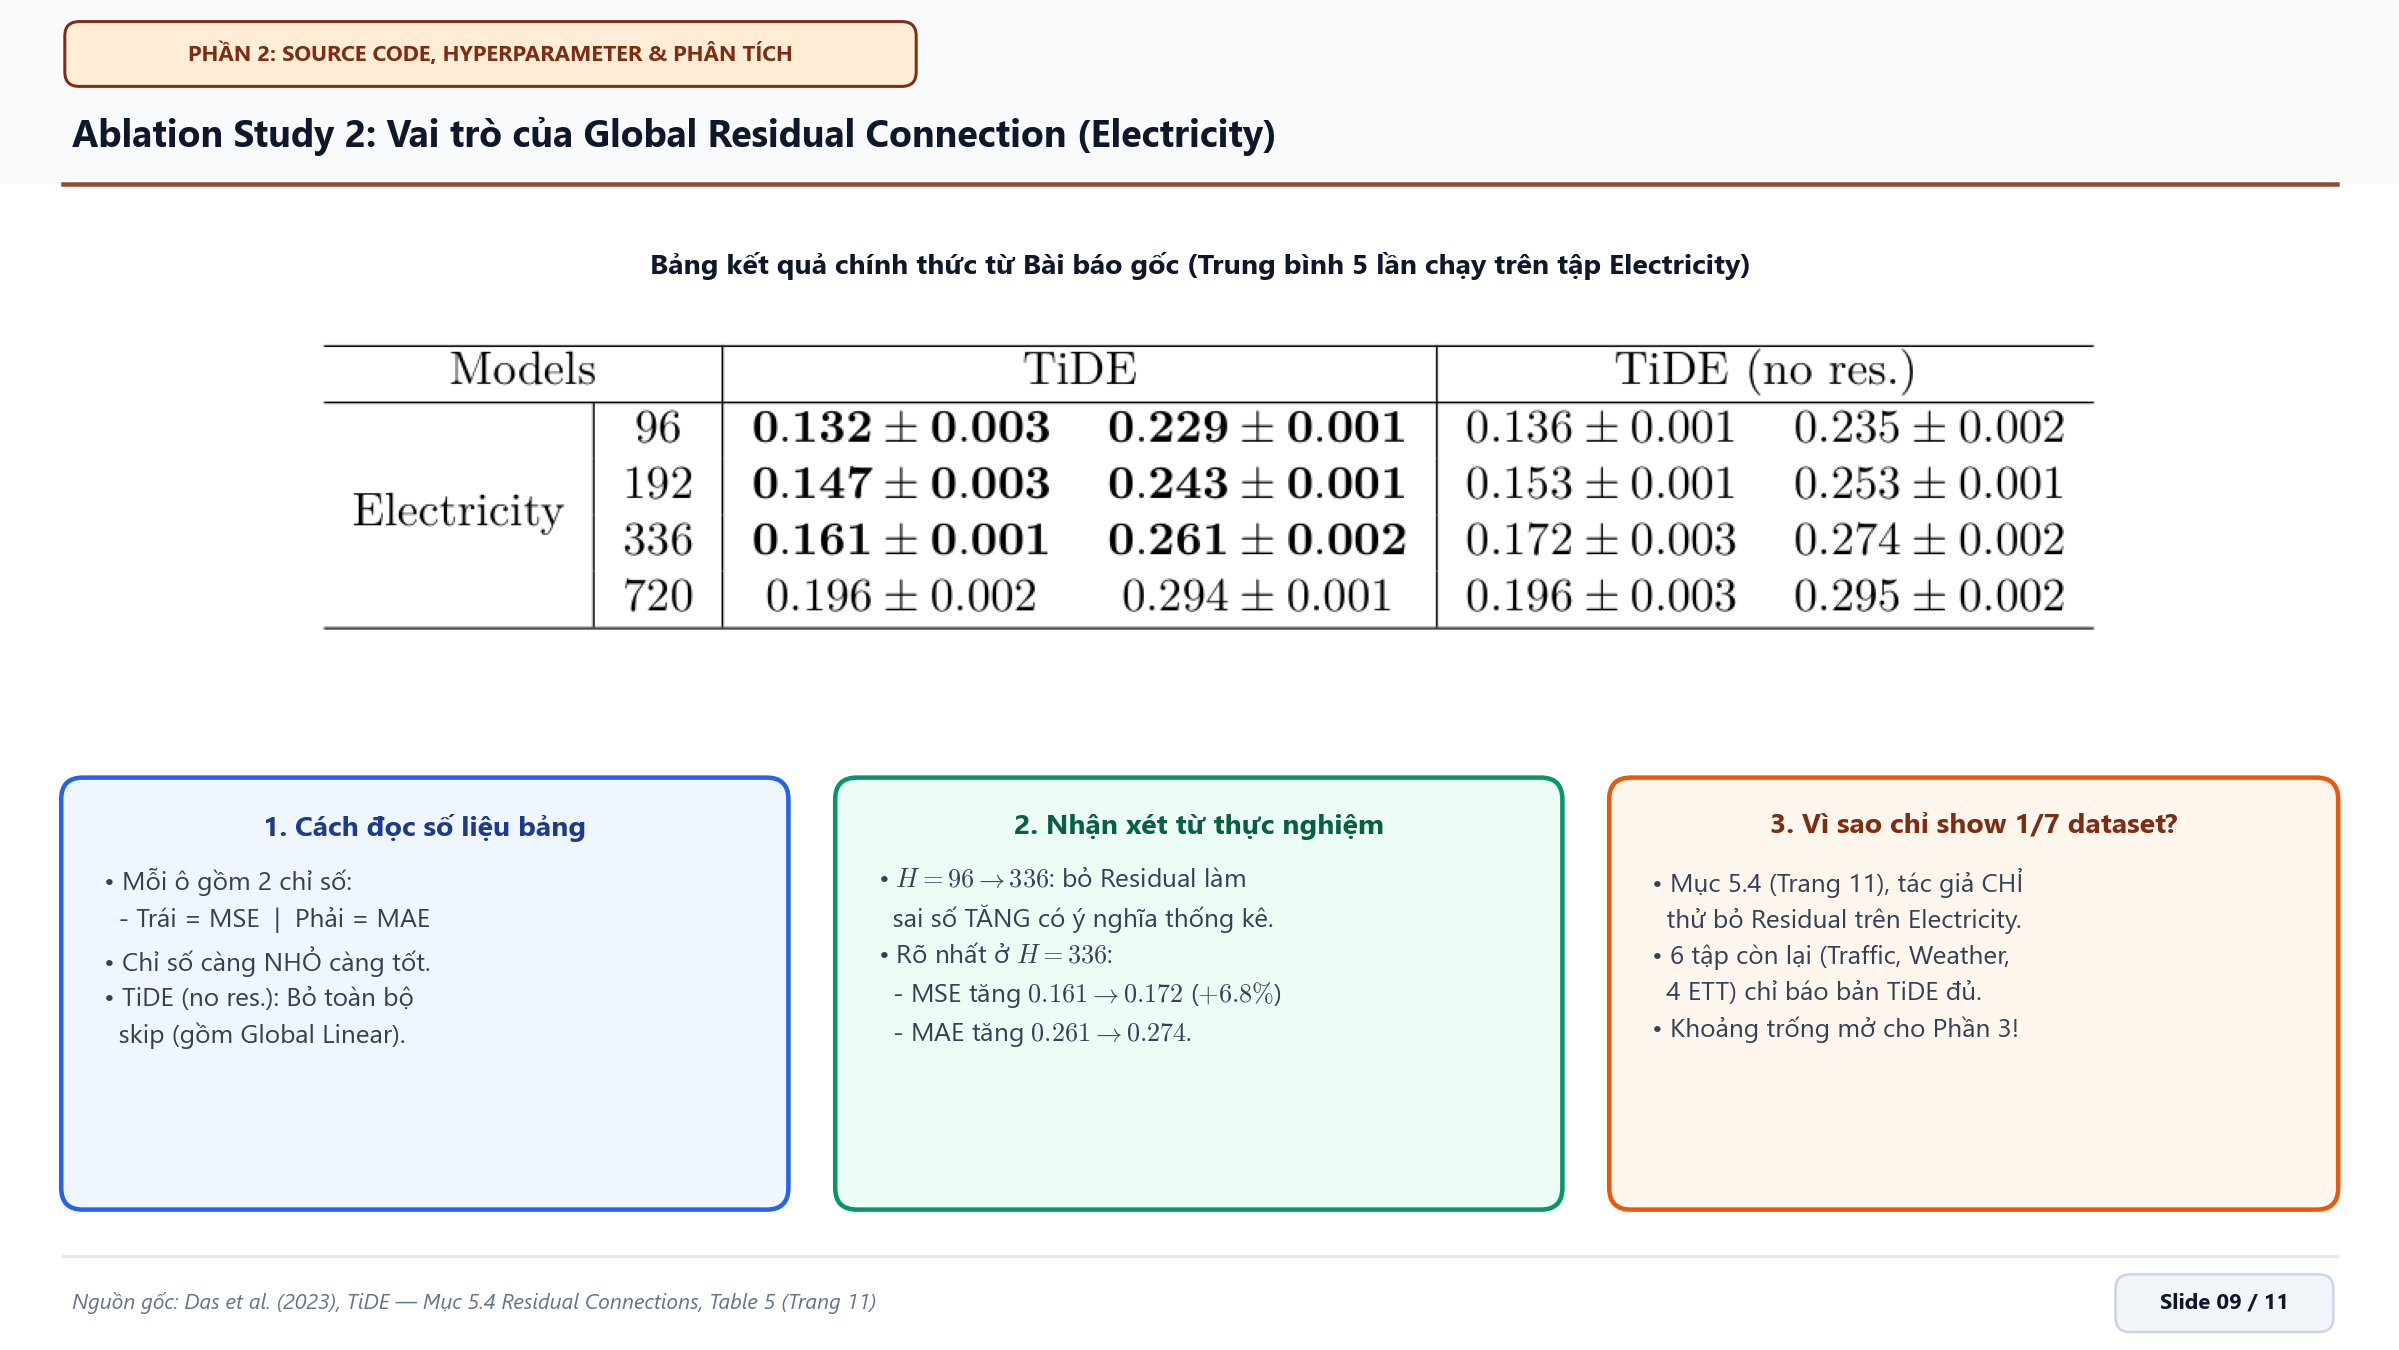 PHẦN 2: SOURCE CODE, HYPERPARAMETER & PHÂN TÍCH
Ablation Study 2: Vai trò của Global Residual Connection (Electricity)
Bảng kết quả chính thức từ Bài báo gốc (Trung bình 5 lần chạy trên tập Electricity)
Models TiDE TiDE (no res.)
Electricity
96 0.132 ± 0.003 0.229 ± 0.001 0.136 ± 0.001 0.235 ± 0.002
192 0.147 ± 0.003 0.243 ± 0.001 0.153 ± 0.001 0.253 ± 0.001
336 0.161 ± 0.001 0.261 ± 0.002 0.172 ± 0.003 0.274 ± 0.002
720 0.196 ± 0.002 0.294 ± 0.001 0.196 ± 0.003 0.295 ± 0.002
1. Cách đọc số liệu bảng
• Mỗi ô gồm 2 chỉ số:
- Trái = MSE | Phải = MAE
• Chỉ số càng NHỎ càng tốt.
• TiDE (no res.): Bỏ toàn bộ
skip (gồm Global Linear).
2. Nhận xét từ thực nghiệm
• H = 96 → 336: bỏ Residual làm
sai số TĂNG có ý nghĩa thống kê.
• Rõ nhất ở H = 336:
- MSE tăng 0.161 → 0.172 (+6.8%)
- MAE tăng 0.261 → 0.274.
3. Vì sao chỉ show 1/7 dataset?
• Mục 5.4 (Trang 11), tác giả CHỈ
thử bỏ Residual trên Electricity.
• 6 tập còn lại (Traffic, Weather,
4 ETT) chỉ báo bản TiDE đủ.
• Khoảng trống mở cho Phần 3!
Nguồn gốc: Das et al. (2023), TiDE — Mục 5.4 Residual Connections, Table 5 (Trang 11)
Slide 09 / 11